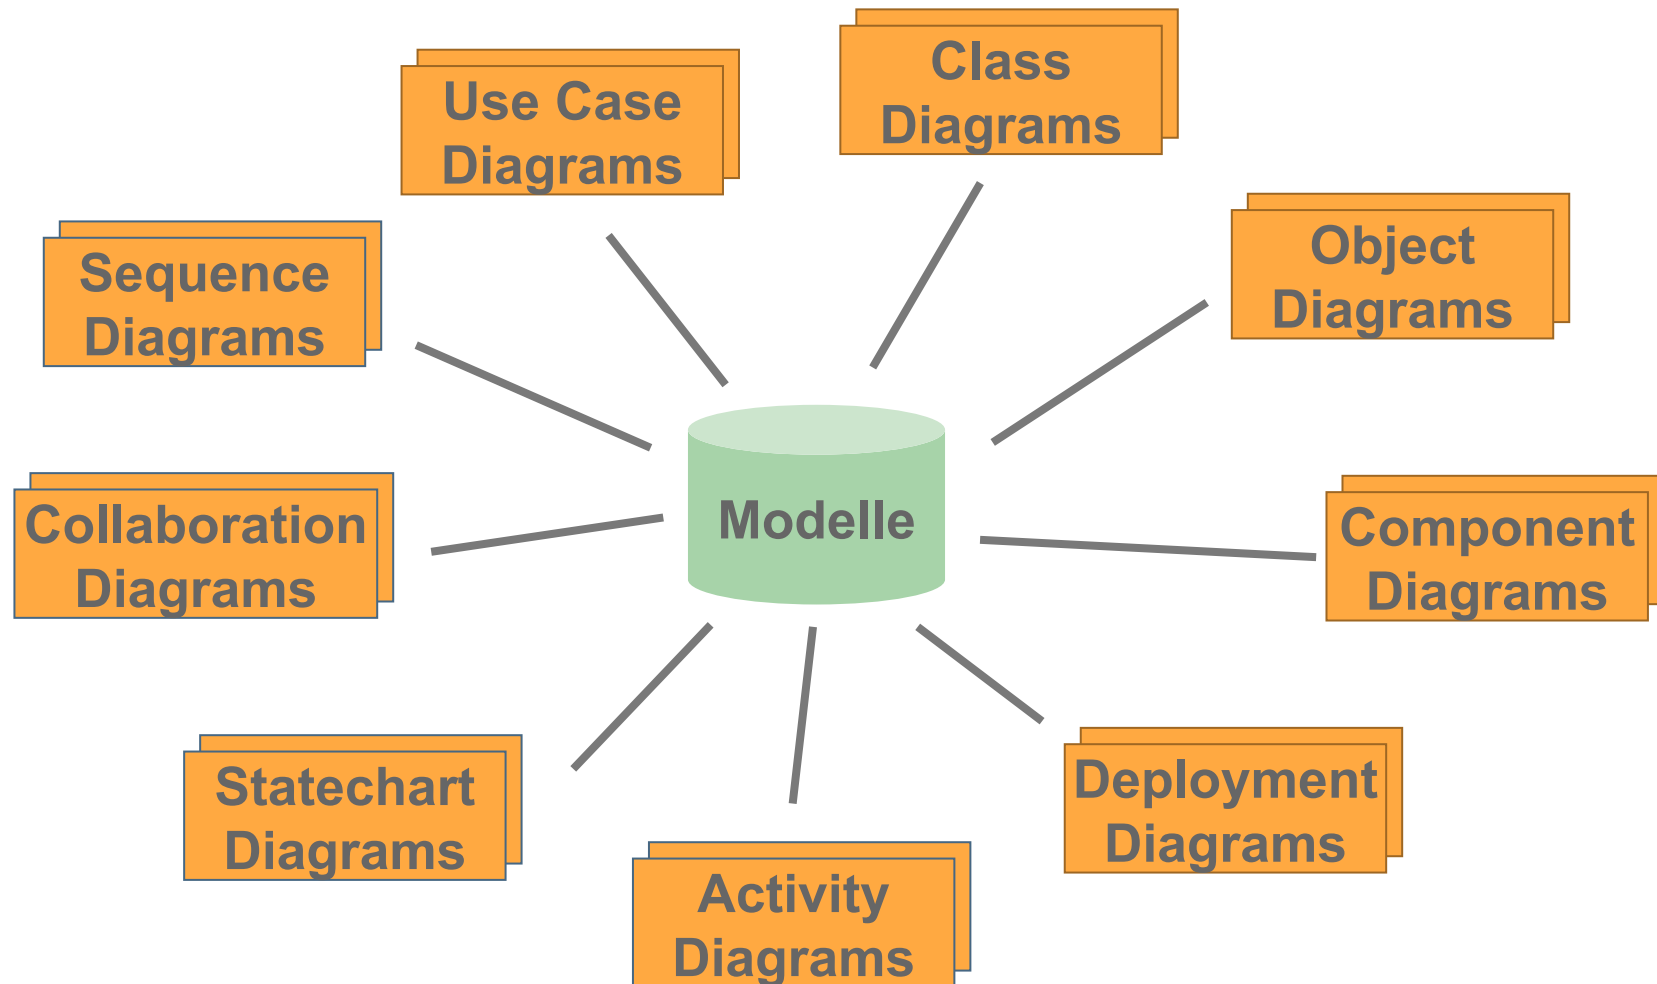 Class
Diagrams
Use Case
Diagrams
Object
Diagrams
Sequence
Diagrams
Modelle
Collaboration
Diagrams
Component
Diagrams
Statechart
Diagrams
Deployment
Diagrams
Activity
Diagrams